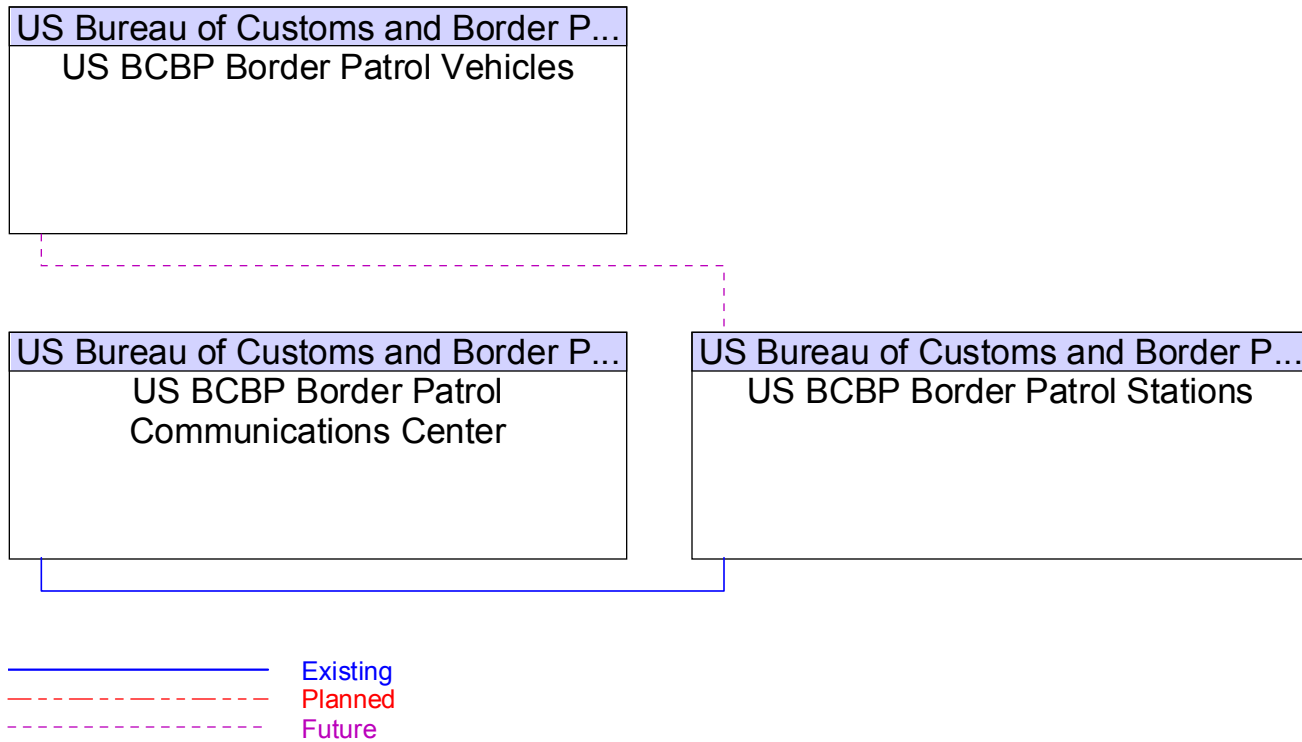 US Bureau of Customs and Border P...
US BCBP Border Patrol Vehicles
US Bureau of Customs and Border P...
US BCBP Border Patrol
Communications Center
US Bureau of Customs and Border P...
US BCBP Border Patrol Stations
Existing
Planned
Future